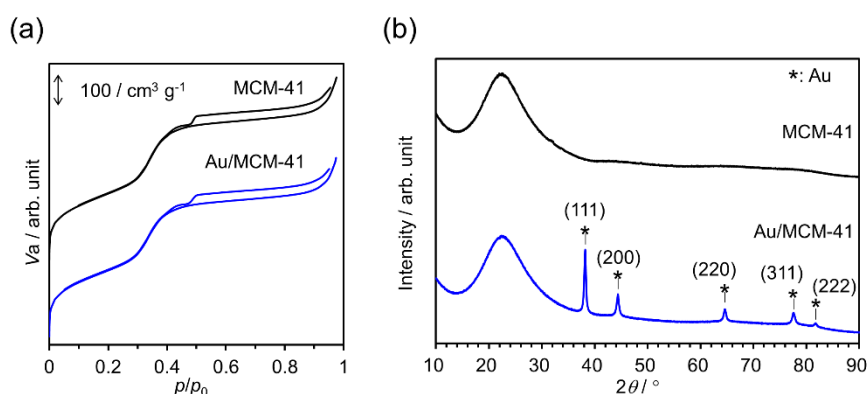 (a)
100 / cm³ g⁻¹
MCM-41
Au/MCM-41
Va / arb. unit
0 0.2 0.4 0.6 0.8 1
p/p₀
(b)
*: Au
MCM-41
Au/MCM-41
(111)
*
(200)
*
(220)
*
(311)
*
(222)
*
Intensity / arb. unit
10 20 30 40 50 60 70 80 90
2θ / °